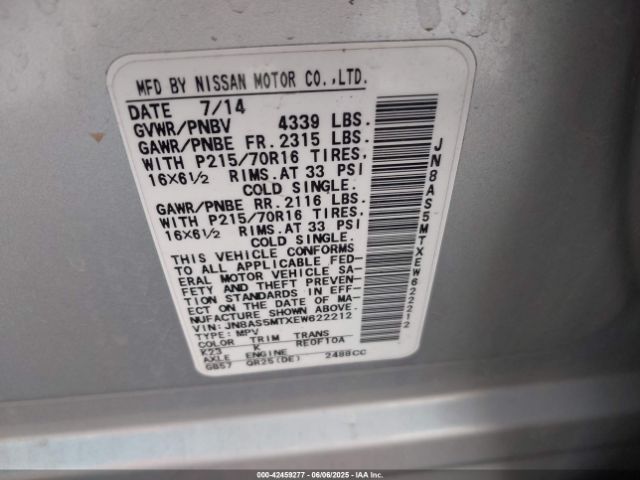 MFD BY NISSAN MOTOR CO.,LTD.
DATE 7/14
GVWR/PNBV 4339 LBS.
GAWR/PNBE FR. 2315 LBS.
WITH P215/70R16 TIRES,
16X6½ RIMS.AT 33 PSI
COLD SINGLE.
GAWR/PNBE RR. 2116 LBS.
WITH P215/70R16 TIRES,
16X6½ RIMS.AT 33 PSI
COLD SINGLE.
THIS VEHICLE CONFORMS
TO ALL APPLICABLE FED-
ERAL MOTOR VEHICLE SA-
FETY AND THEFT PREVEN-
TION STANDARDS IN EFF-
ECT ON THE DATE OF MA-
NUFACTURE SHOWN ABOVE.
VIN: JN8AS5MTXEW622212
TYPE: MPV
COLOR TRIM TRANS
K23 K RE0F10A
AXLE ENGINE
GB57 QR25(DE) 2488CC
JN8AS5MTXEW622212
000-42459277 - 06/06/2025 - IAAI.COM